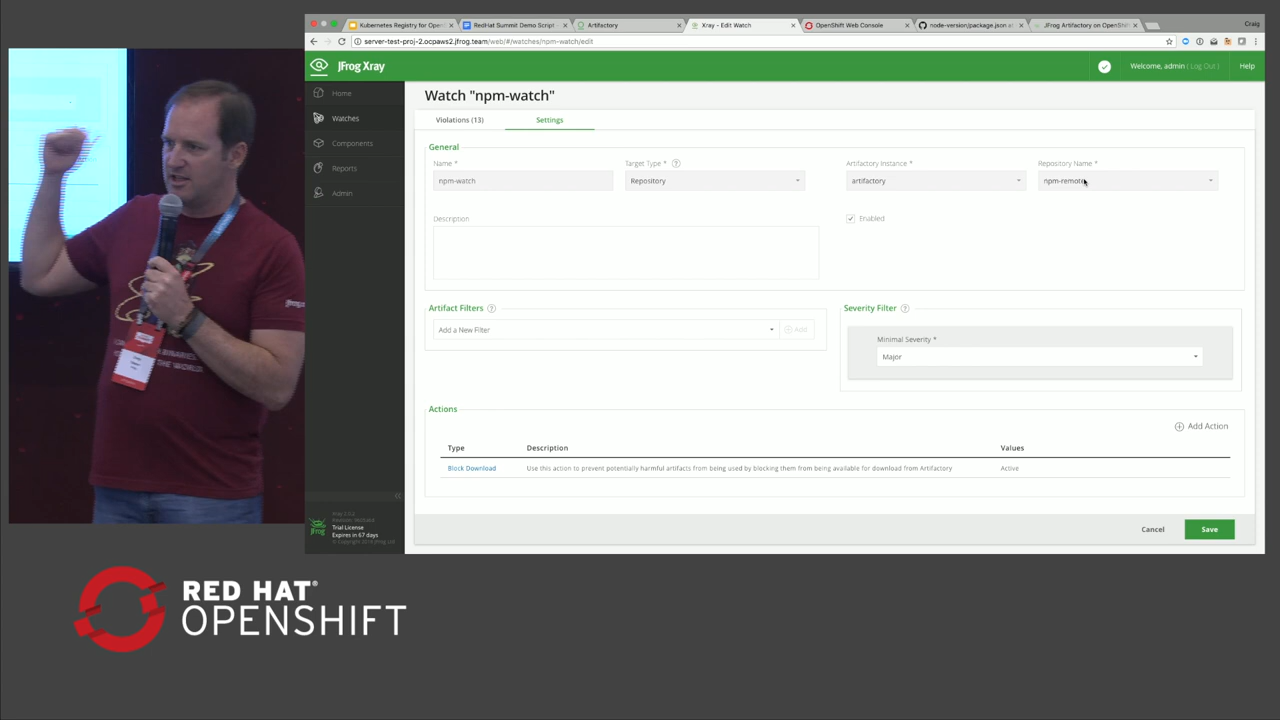 Kubernetes Registry for Open
RedHat Summit Demo Script -
Artifactory
Xray - Edit Watch
OpenShift Web Console
node-version/package.json at
JFrog Artifactory on OpenShift
Craig
server-test-proj-2.ocpaws2.jfrog.team/web/#/watches/npm-watch/edit
JFrog Xray
Welcome, admin ( Log Out )
Help
Home
Watches
Components
Reports
Admin
Watch "npm-watch"
Violations (13)
Settings
General
Name *
Target Type *
Artifactory Instance *
Repository Name *
npm-watch
Repository
artifactory
npm-remote
Description
Enabled
Artifact Filters
Severity Filter
Add a New Filter
Add
Minimal Severity *
Major
Actions
Add Action
Type
Description
Values
Block Download
Use this action to prevent potentially harmful artifacts from being used by blocking them from being available for download from Artifactory
Active
Trial License
Expires in 67 days
JFrog
Cancel
Save
THE WORLD!
RED HAT®
OPENSHIFT